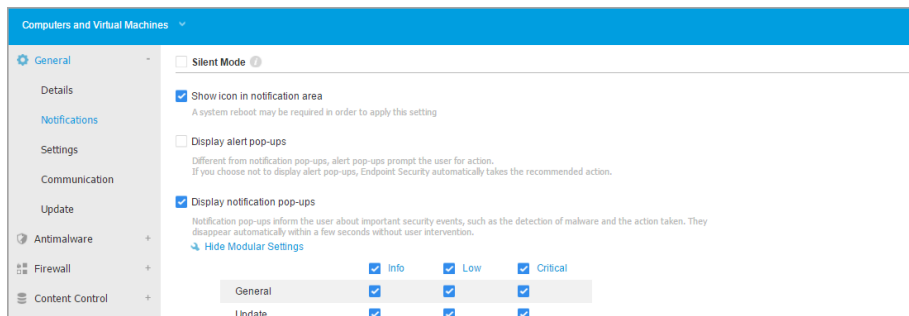 Computers and Virtual Machines
General -
Details
Notifications
Settings
Communication
Update
Antimalware +
Firewall +
Content Control +
Silent Mode i
Show icon in notification area
A system reboot may be required in order to apply this setting
Display alert pop-ups
Different from notification pop-ups, alert pop-ups prompt the user for action.
If you choose not to display alert pop-ups, Endpoint Security automatically takes the recommended action.
Display notification pop-ups
Notification pop-ups inform the user about important security events, such as the detection of malware and the action taken. They
disappear automatically within a few seconds without user intervention.
Hide Modular Settings
Info Low Critical
General
Update